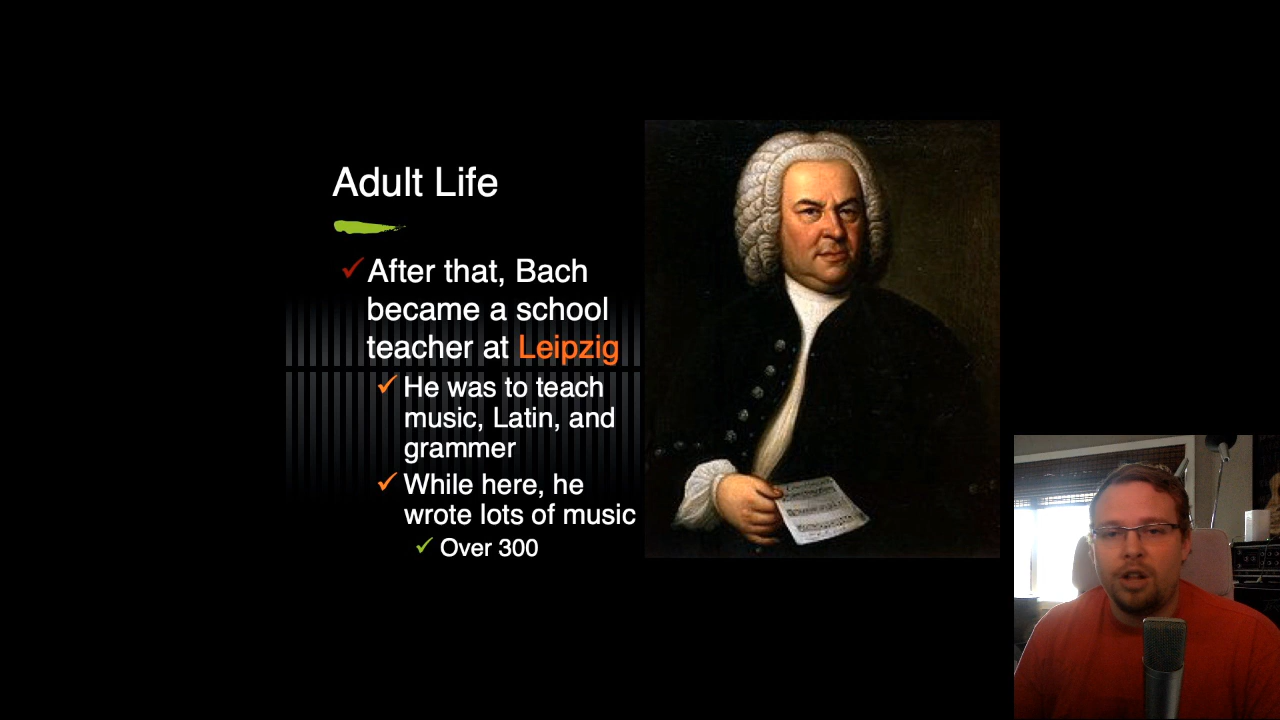 Adult Life
After that, Bach
became a school
teacher at Leipzig
He was to teach
music, Latin, and
grammer
While here, he
wrote lots of music
Over 300